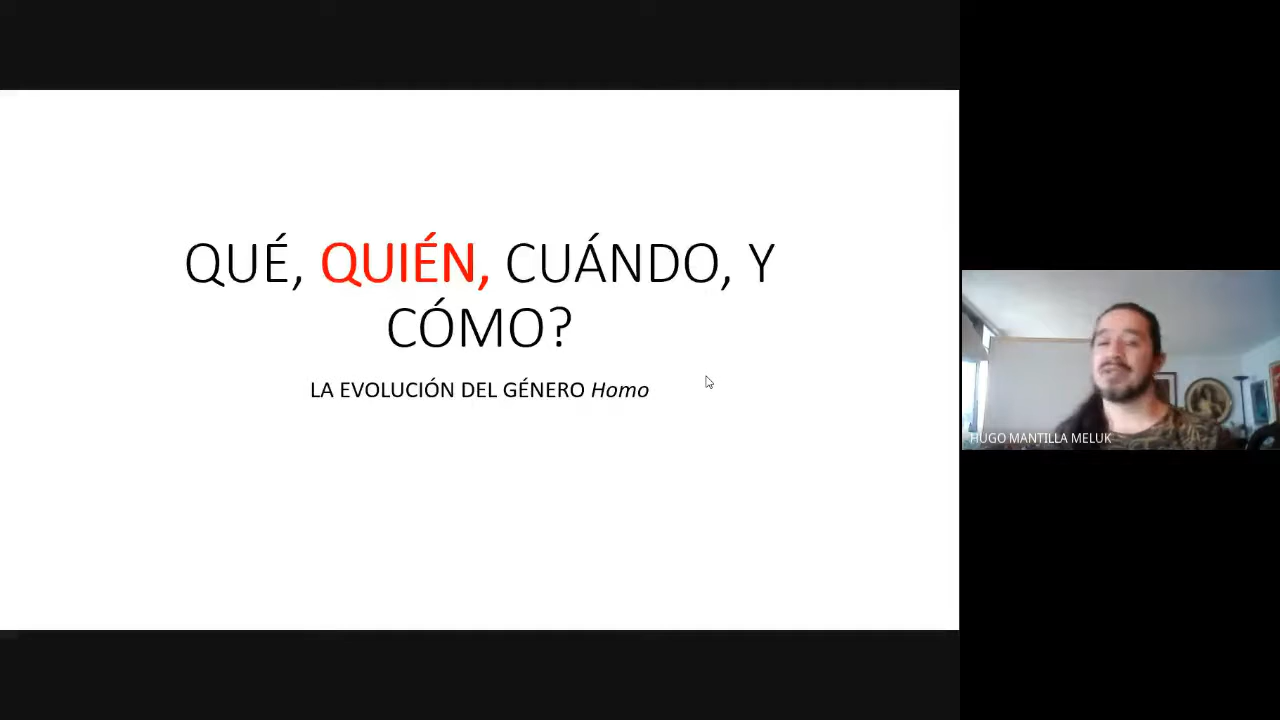 QUÉ, QUIÉN, CUÁNDO, Y
CÓMO?
LA EVOLUCIÓN DEL GÉNERO Homo
HUGO MANTILLA MELUK